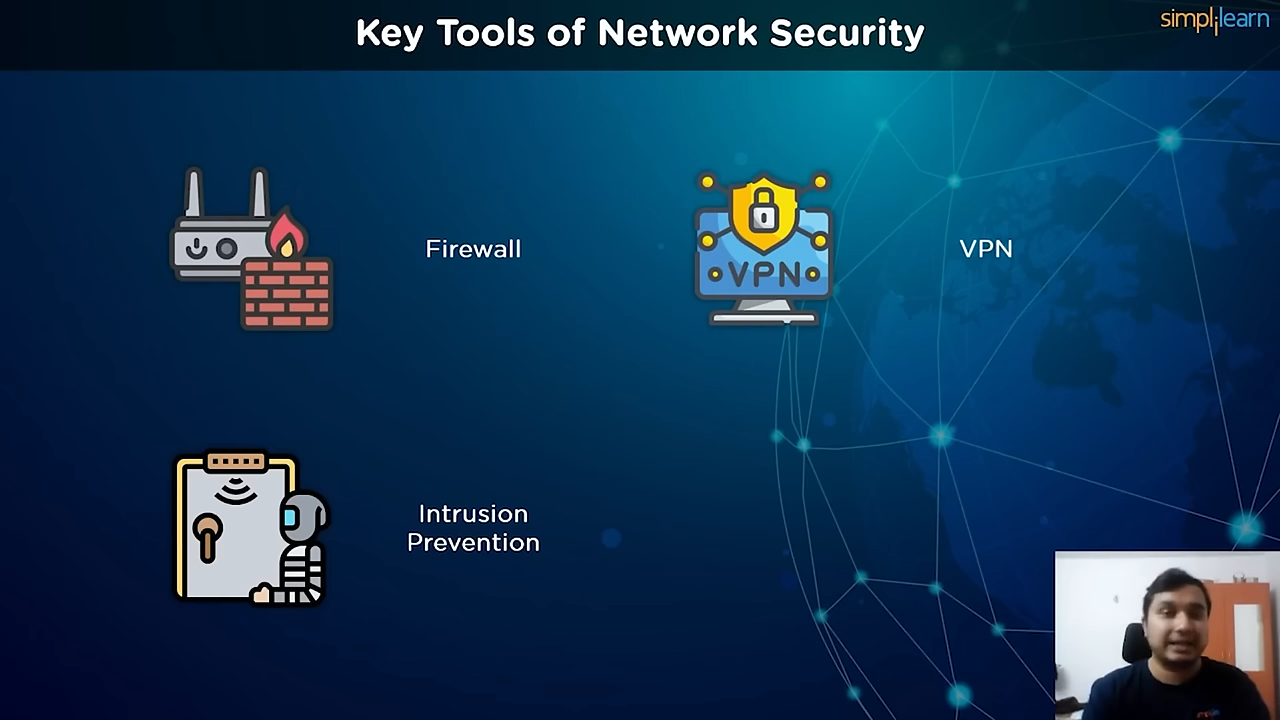 Key Tools of Network Security
simplilearn
Firewall
VPN
VPN
Intrusion
Prevention